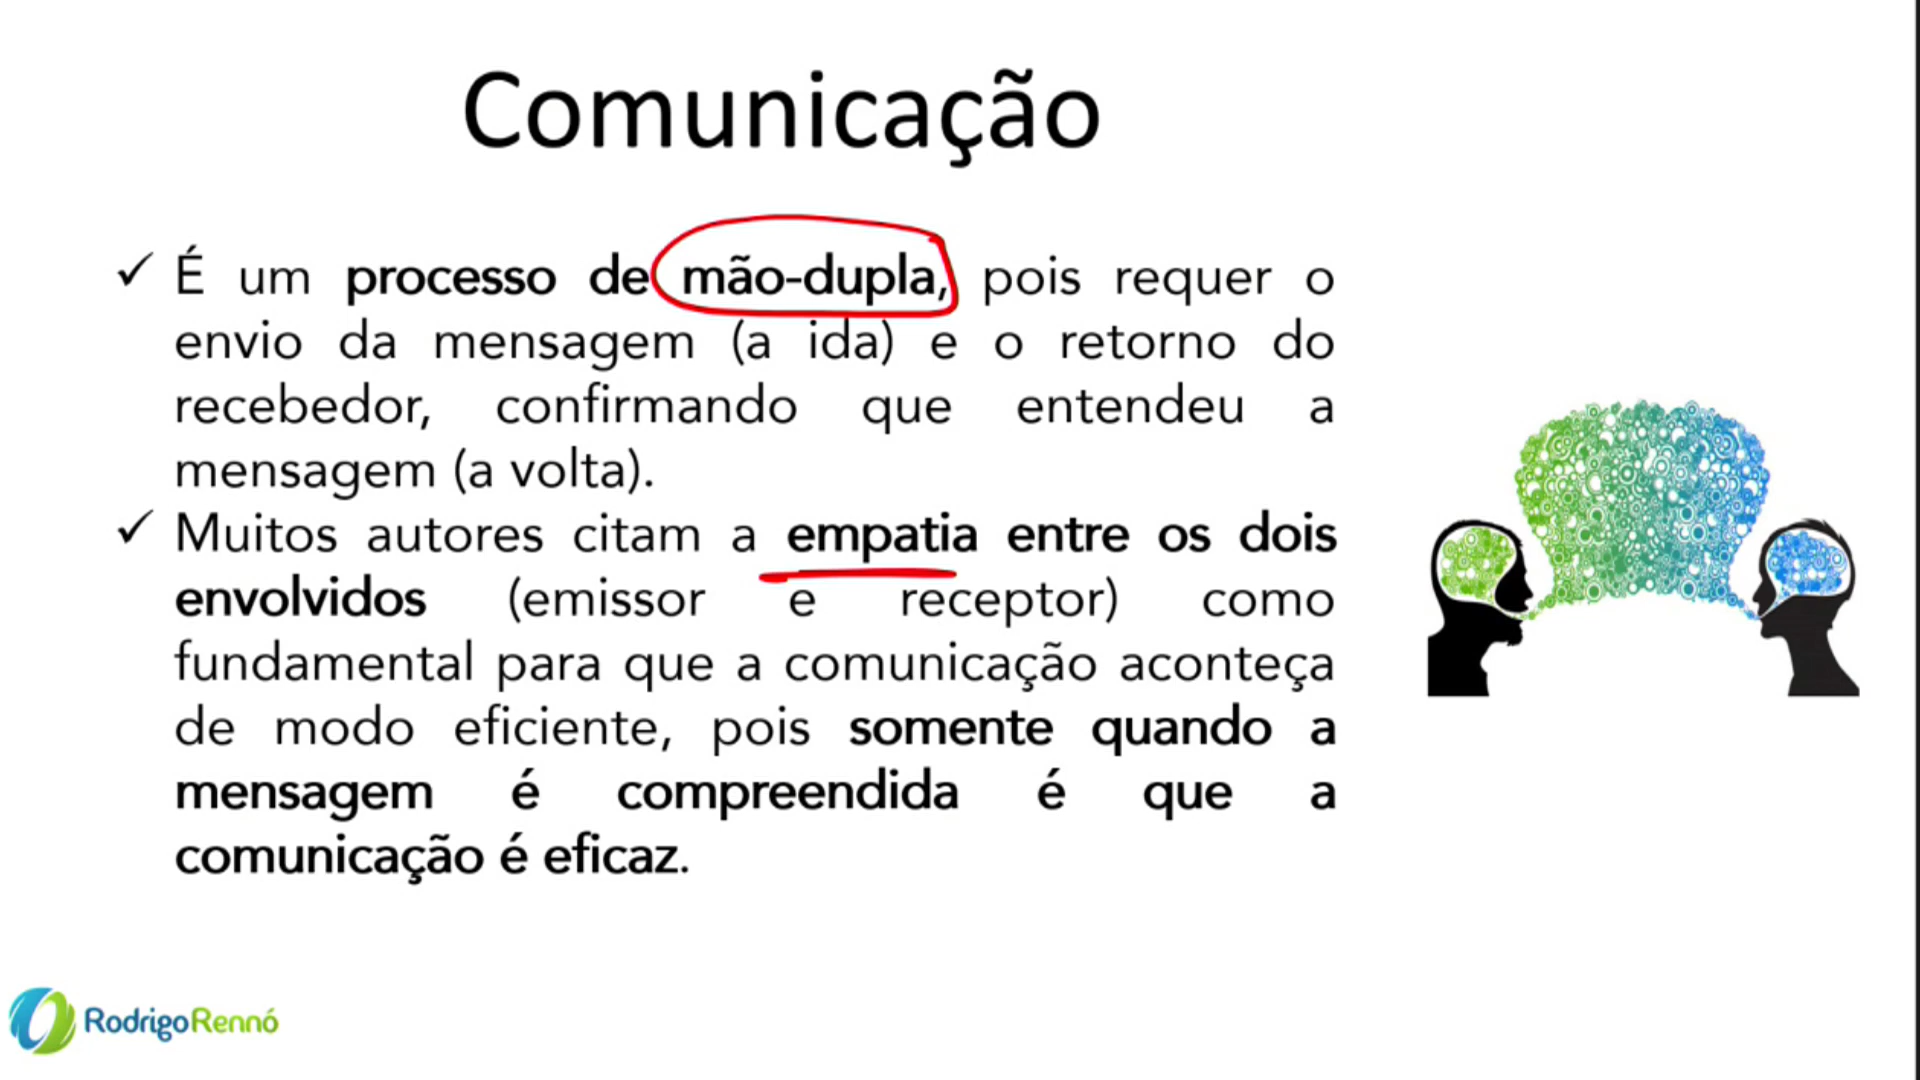 Comunicação
✓ É um processo de mão-dupla, pois requer o
envio da mensagem (a ida) e o retorno do
recebedor, confirmando que entendeu a
mensagem (a volta).
✓ Muitos autores citam a empatia entre os dois
envolvidos (emissor e receptor) como
fundamental para que a comunicação aconteça
de modo eficiente, pois somente quando a
mensagem é compreendida é que a
comunicação é eficaz.
RodrigoRennó